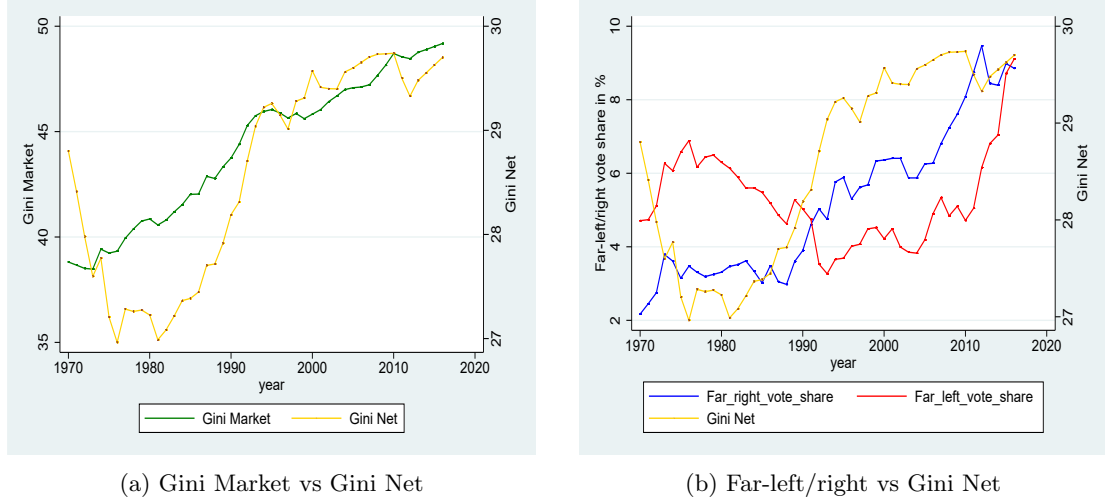 50
45
40
35
Gini Market
30
29
28
27
Gini Net
1970 1980 1990 2000 2010 2020
year
Gini Market Gini Net
(a) Gini Market vs Gini Net
10
8
6
4
2
Far-left/right vote share in %
30
29
28
27
Gini Net
1970 1980 1990 2000 2010 2020
year
Far_right_vote_share Far_left_vote_share
Gini Net
(b) Far-left/right vs Gini Net